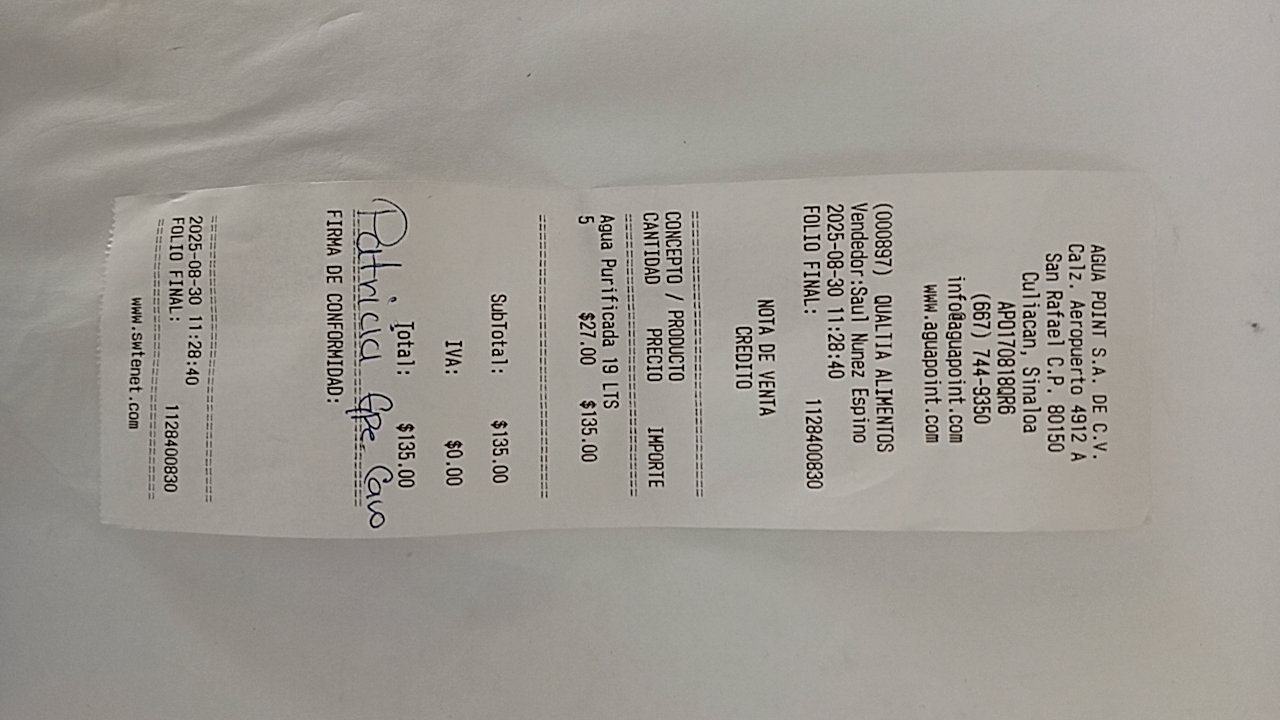 AGUA POINT S.A. DE C.V.
Calz. Aeropuerto 4912 A
San Rafael C.P. 80150
Culiacan, Sinaloa
APO170818QR6
(667) 744-9350
info@aguapoint.com
www.aguapoint.com
(000897) QUALTIA ALIMENTOS
Vendedor:Saul Nunez Espino
2025-08-30 11:28:40
FOLIO FINAL: 1128400830
NOTA DE VENTA
CREDITO
CONCEPTO / PRODUCTO
CANTIDAD PRECIO IMPORTE
Agua Purificada 19 LTS
5 $27.00 $135.00
SubTotal: $135.00
IVA: $0.00
Total: $135.00
Patricia Gpe.
FIRMA DE CONFORMIDAD:
2025-08-30 11:28:40
FOLIO FINAL: 1128400830
www.swtenet.com